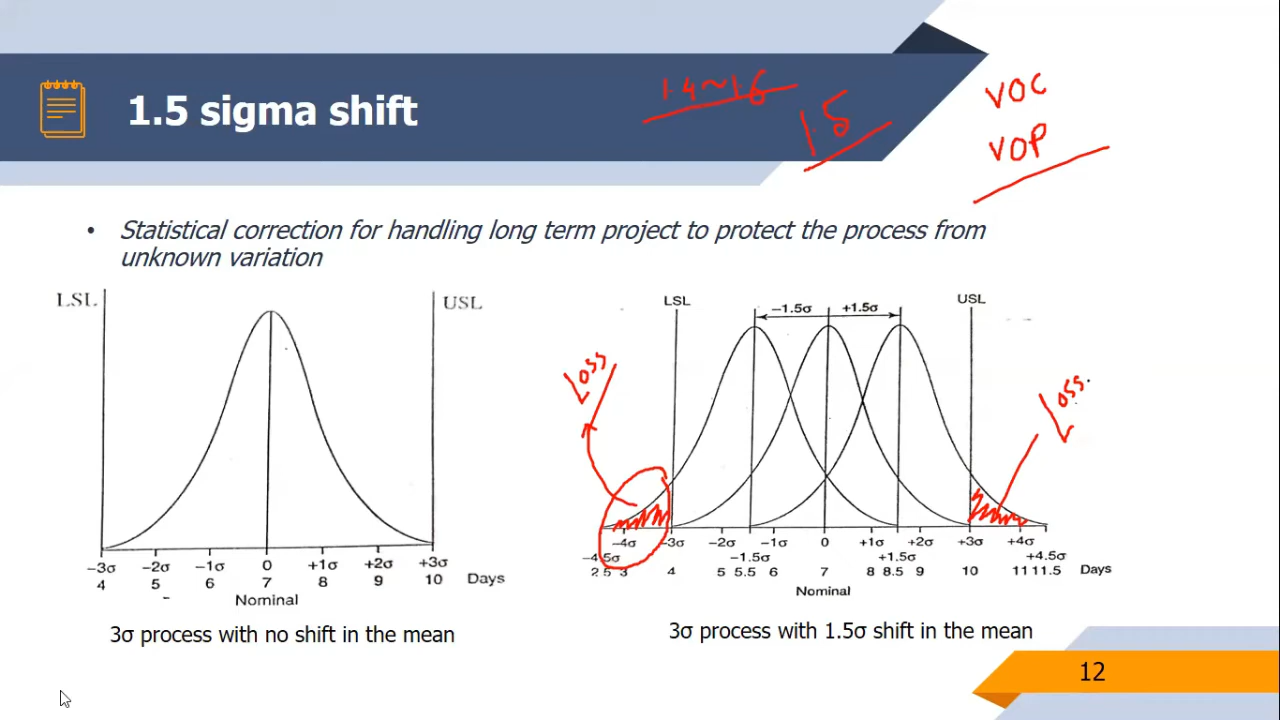 1.5 sigma shift
1.4~1.6
1.5
VOC
VOP
• Statistical correction for handling long term project to protect the process from
unknown variation
LSL
USL
-3σ -2σ -1σ 0 +1σ +2σ +3σ
4 5 6 7 8 9 10 Days
Nominal
3σ process with no shift in the mean
LSL
USL
-1.5σ +1.5σ
Loss
Loss
-4σ -3σ -2σ -1σ 0 +1σ +2σ +3σ +4σ
-4.5σ -1.5σ +1.5σ +4.5σ
2.5 3 4 5 5.5 6 7 8 8.5 9 10 11 11.5 Days
Nominal
3σ process with 1.5σ shift in the mean
12